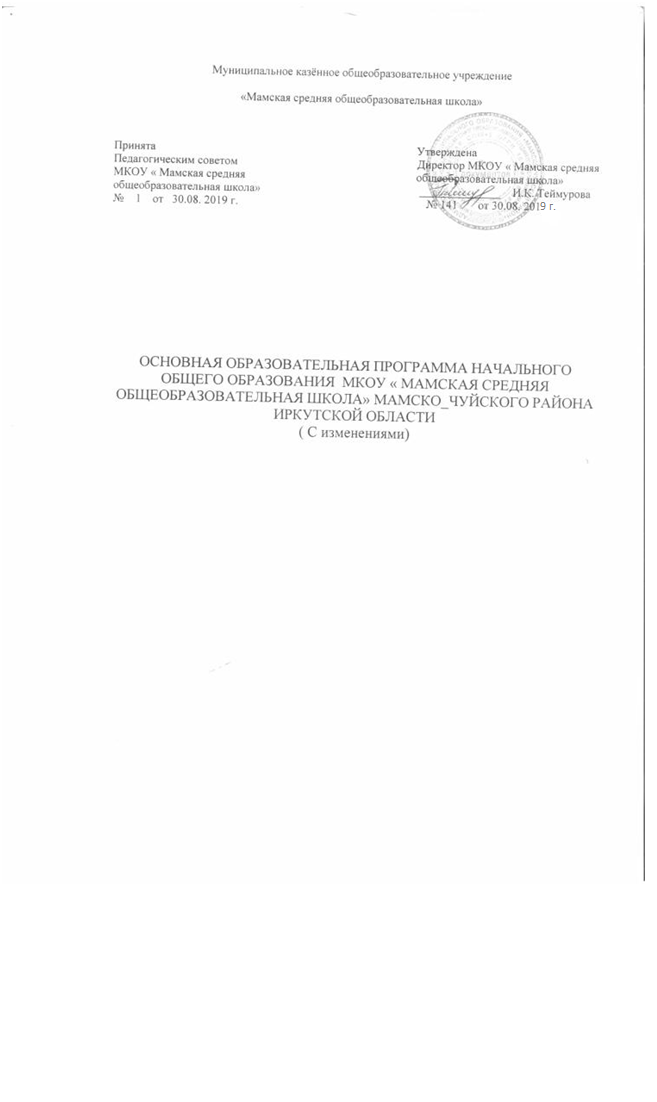 Муниципальное казённое общеобразовательное учреждение
«Мамская средняя общеобразовательная школа»
Принята
Педагогическим советом
МКОУ « Мамская средняя
общеобразовательная школа»
№ 1 от 30.08. 2019 г.
Утверждена
Директор МКОУ « Мамская средняя
общеобразовательная школа»
И.К. Теймурова
№ 141 от 30.08. 2019 г.
ОСНОВНАЯ ОБРАЗОВАТЕЛЬНАЯ ПРОГРАММА НАЧАЛЬНОГО
ОБЩЕГО ОБРАЗОВАНИЯ МКОУ « МАМСКАЯ СРЕДНЯЯ
ОБЩЕОБРАЗОВАТЕЛЬНАЯ ШКОЛА» МАМСКО_ЧУЙСКОГО РАЙОНА
ИРКУТСКОЙ ОБЛАСТИ
( С изменениями)